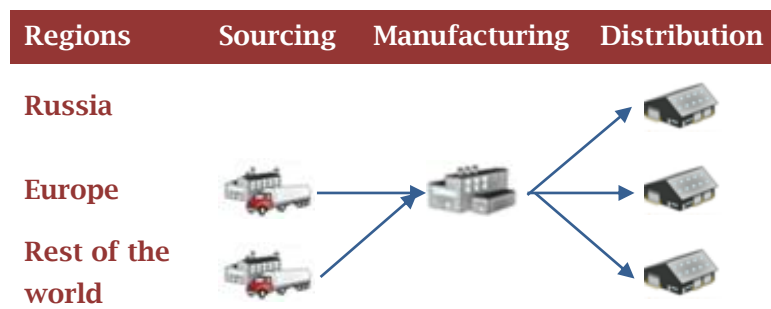 Regions Sourcing Manufacturing Distribution
Russia
Europe
Rest of the
world